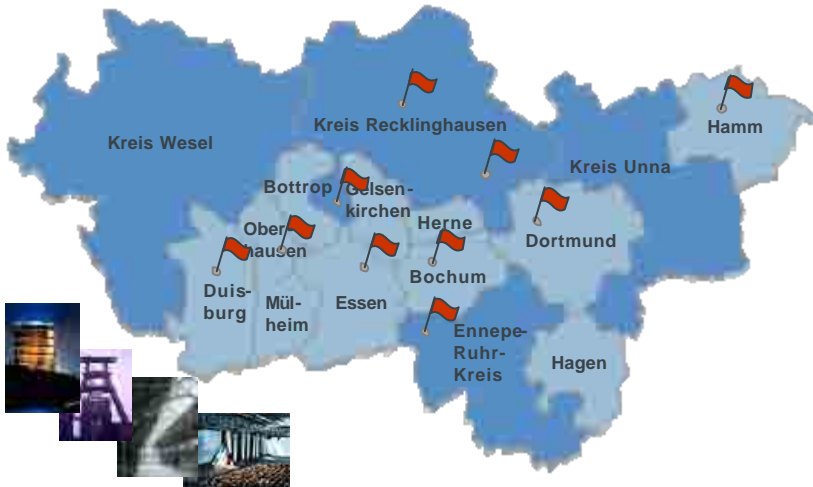 Kreis Wesel
Kreis Recklinghausen
Hamm
Kreis Unna
Bottrop
Gelsen-
kirchen
Herne
Ober-
hausen
Dortmund
Duis-
burg
Mül-
heim
Essen
Bochum
Ennepe-
Ruhr-
Kreis
Hagen